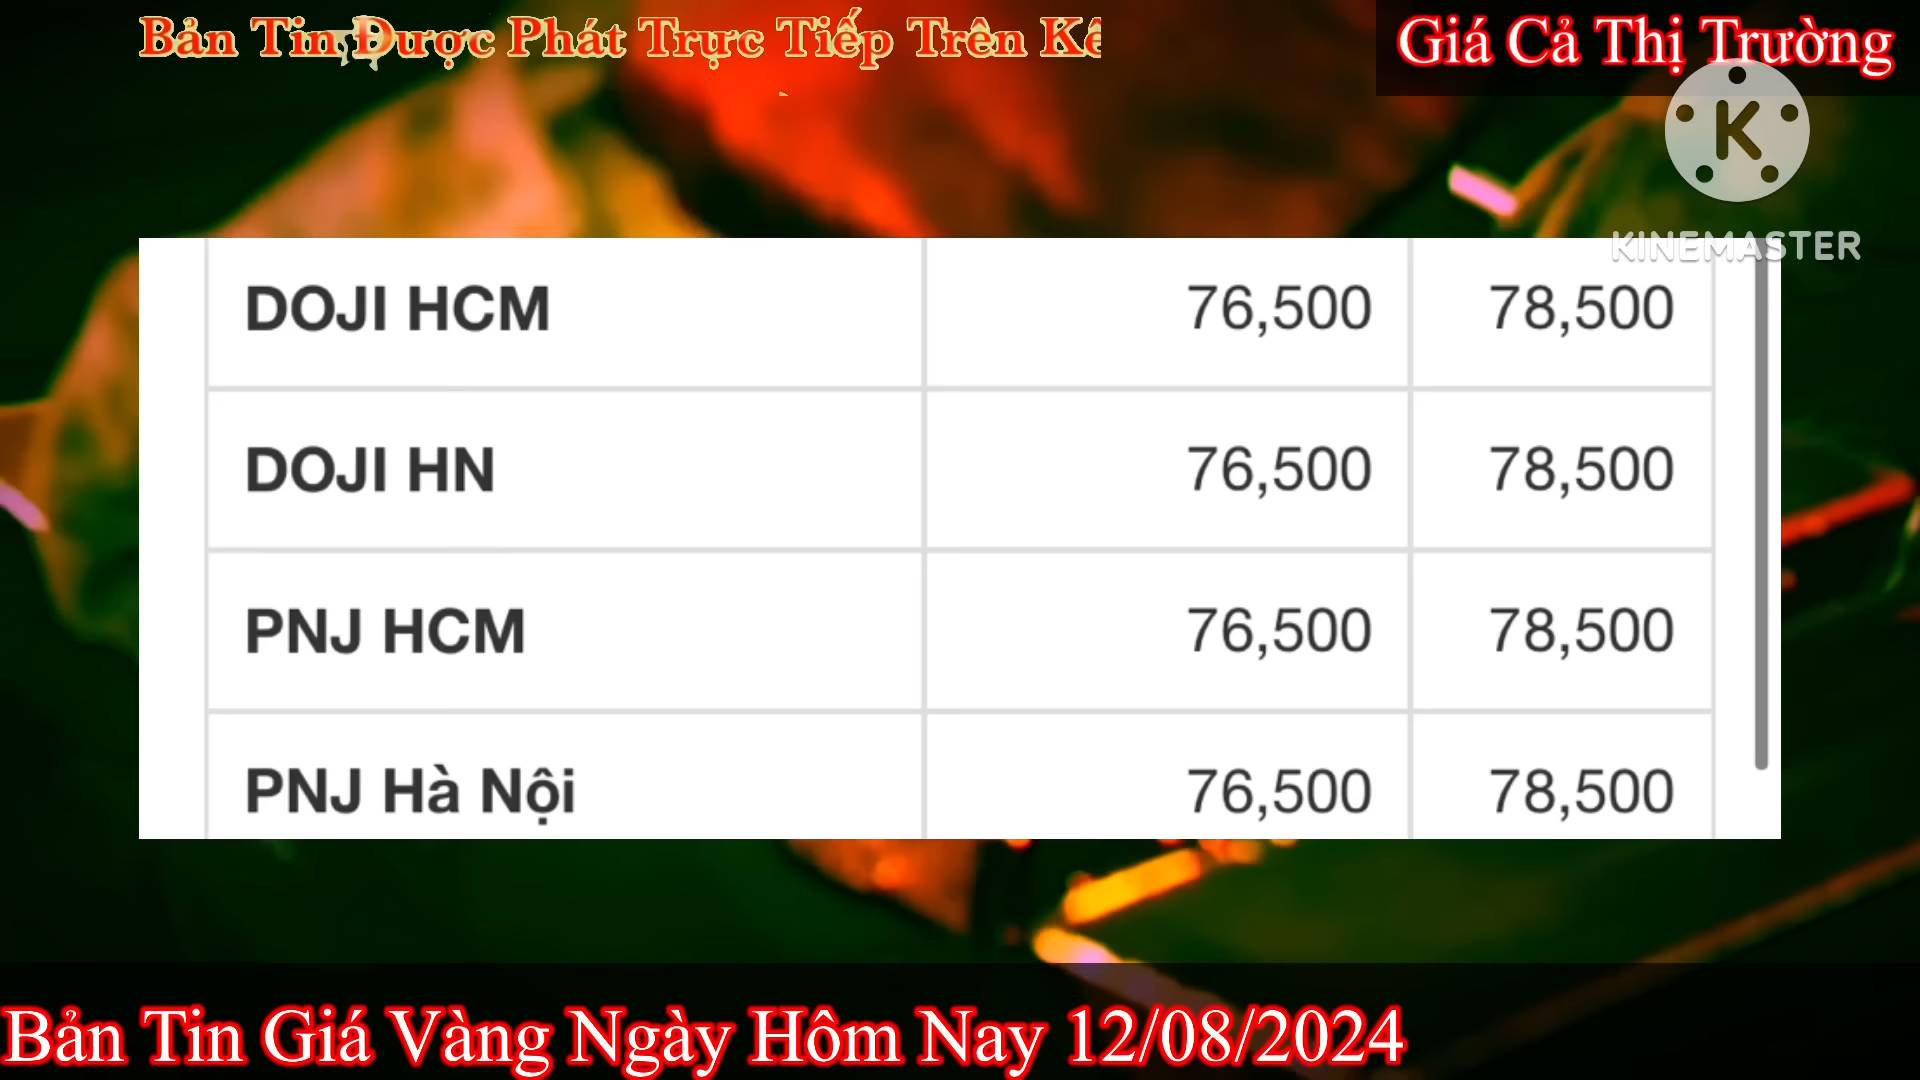 Bản Tin Được Phát Trực Tiếp Trên Kê
Giá Cả Thị Trường
K
KINEMASTER
DOJI HCM 76,500 78,500
DOJI HN 76,500 78,500
PNJ HCM 76,500 78,500
PNJ Hà Nội 76,500 78,500
Bản Tin Giá Vàng Ngày Hôm Nay 12/08/2024